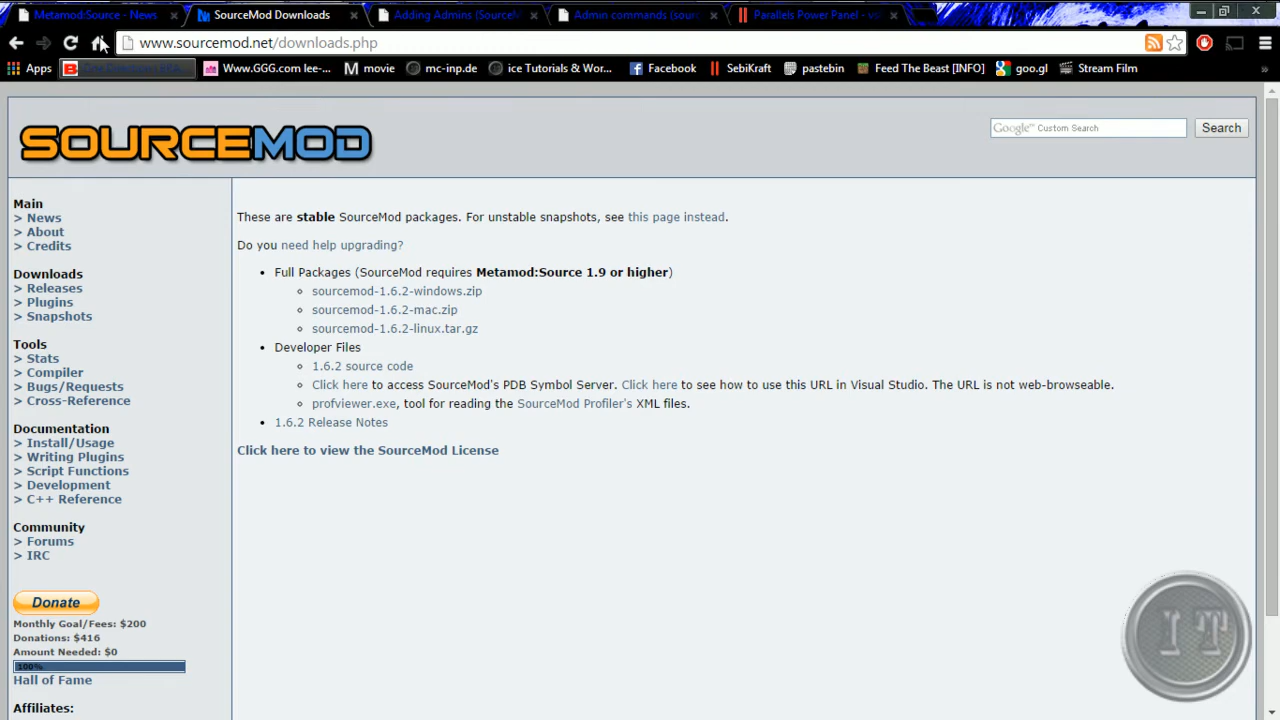 Metamod:Source - News
SourceMod Downloads
Adding Admins (SourceM
Admin commands (sour
Parallels Power Panel - v
www.sourcemod.net/downloads.php
Apps
Www.GGG.com lee-...
movie
mc-inp.de
ice Tutorials & Wor...
Facebook
SebiKraft
pastebin
Feed The Beast [INFO]
goo.gl
Stream Film
»
SOURCEMOD
Google™ Custom Search
Search
Main
> News
> About
> Credits
Downloads
> Releases
> Plugins
> Snapshots
Tools
> Stats
> Compiler
> Bugs/Requests
> Cross-Reference
Documentation
> Install/Usage
> Writing Plugins
> Script Functions
> Development
> C++ Reference
Community
> Forums
> IRC
Donate
Monthly Goal/Fees: $200
Donations: $416
Amount Needed: $0
100%
Hall of Fame
Affiliates:
These are stable SourceMod packages. For unstable snapshots, see this page instead.
Do you need help upgrading?
Full Packages (SourceMod requires Metamod:Source 1.9 or higher)
sourcemod-1.6.2-windows.zip
sourcemod-1.6.2-mac.zip
sourcemod-1.6.2-linux.tar.gz
Developer Files
1.6.2 source code
Click here to access SourceMod's PDB Symbol Server. Click here to see how to use this URL in Visual Studio. The URL is not web-browseable.
profviewer.exe, tool for reading the SourceMod Profiler's XML files.
1.6.2 Release Notes
Click here to view the SourceMod License
IT